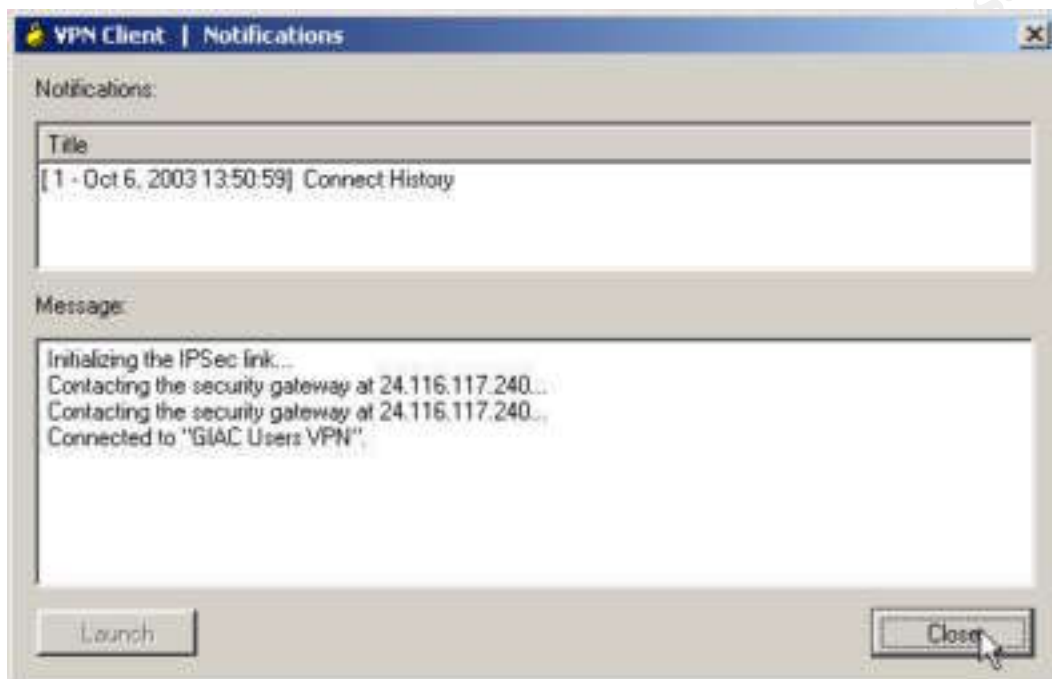 VPN Client | Notifications
Notifications:
Title
[ 1 - Oct 6, 2003 13:50:59] Connect History
Message:
Initializing the IPSec link...
Contacting the security gateway at 24.116.117.240...
Contacting the security gateway at 24.116.117.240...
Connected to "GIAC Users VPN".
Launch
Close